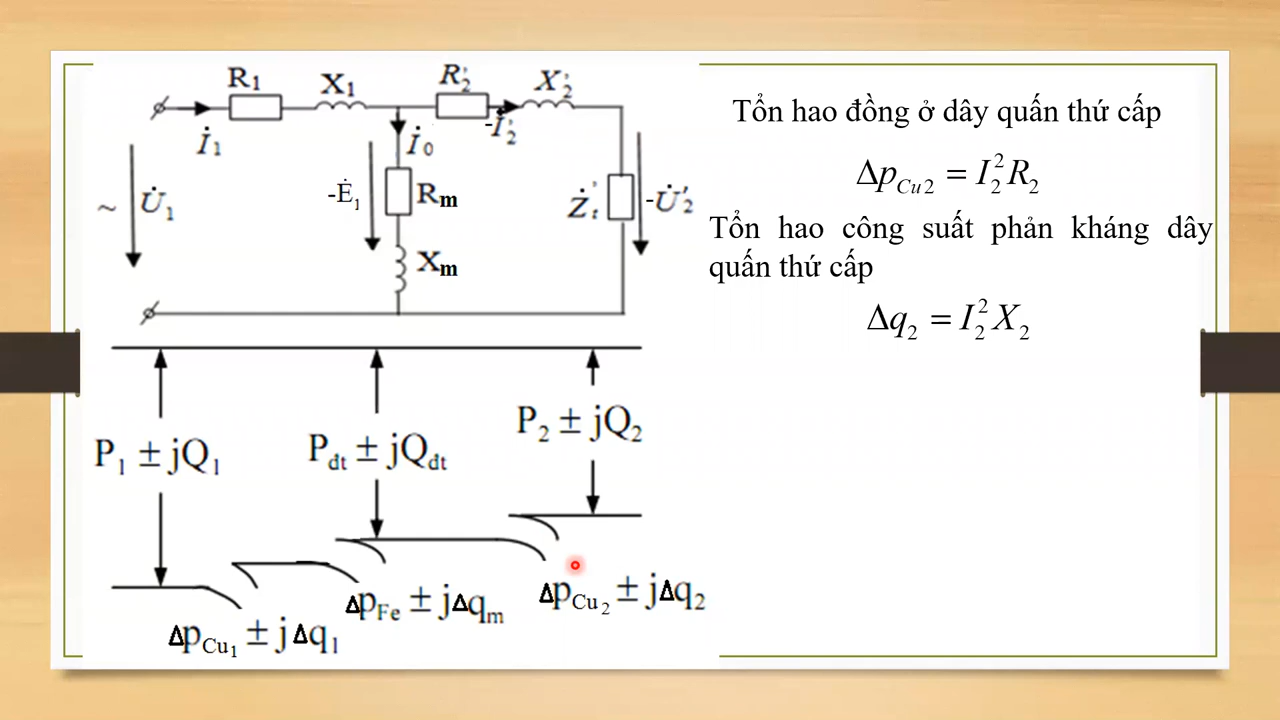 R₁ X₁ R'₂ X'₂
İ₁ İ₀ -İ'₂
~ U̇₁ -Ė₁ Rm Ż't -U̇'₂
Xm
P₁ ± jQ₁ Pđt ± jQđt P₂ ± jQ₂
ΔpCu₁ ± jΔq₁ ΔpFe ± jΔqm ΔpCu₂ ± jΔq₂
Tổn hao đồng ở dây quấn thứ cấp
ΔpCu2 = I₂²R₂
Tổn hao công suất phản kháng dây
quấn thứ cấp
Δq₂ = I₂²X₂